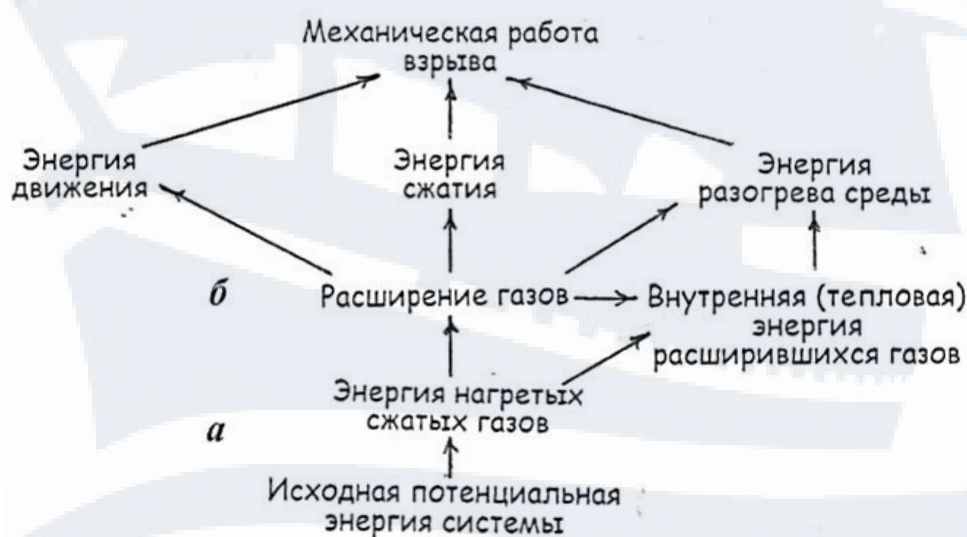 Механическая работа
взрыва
Энергия
движения
Энергия
сжатия
Энергия
разогрева среды
б
Расширение газов
Внутренняя (тепловая)
энергия
расширившихся газов
Энергия нагретых
сжатых газов
а
Исходная потенциальная
энергия системы